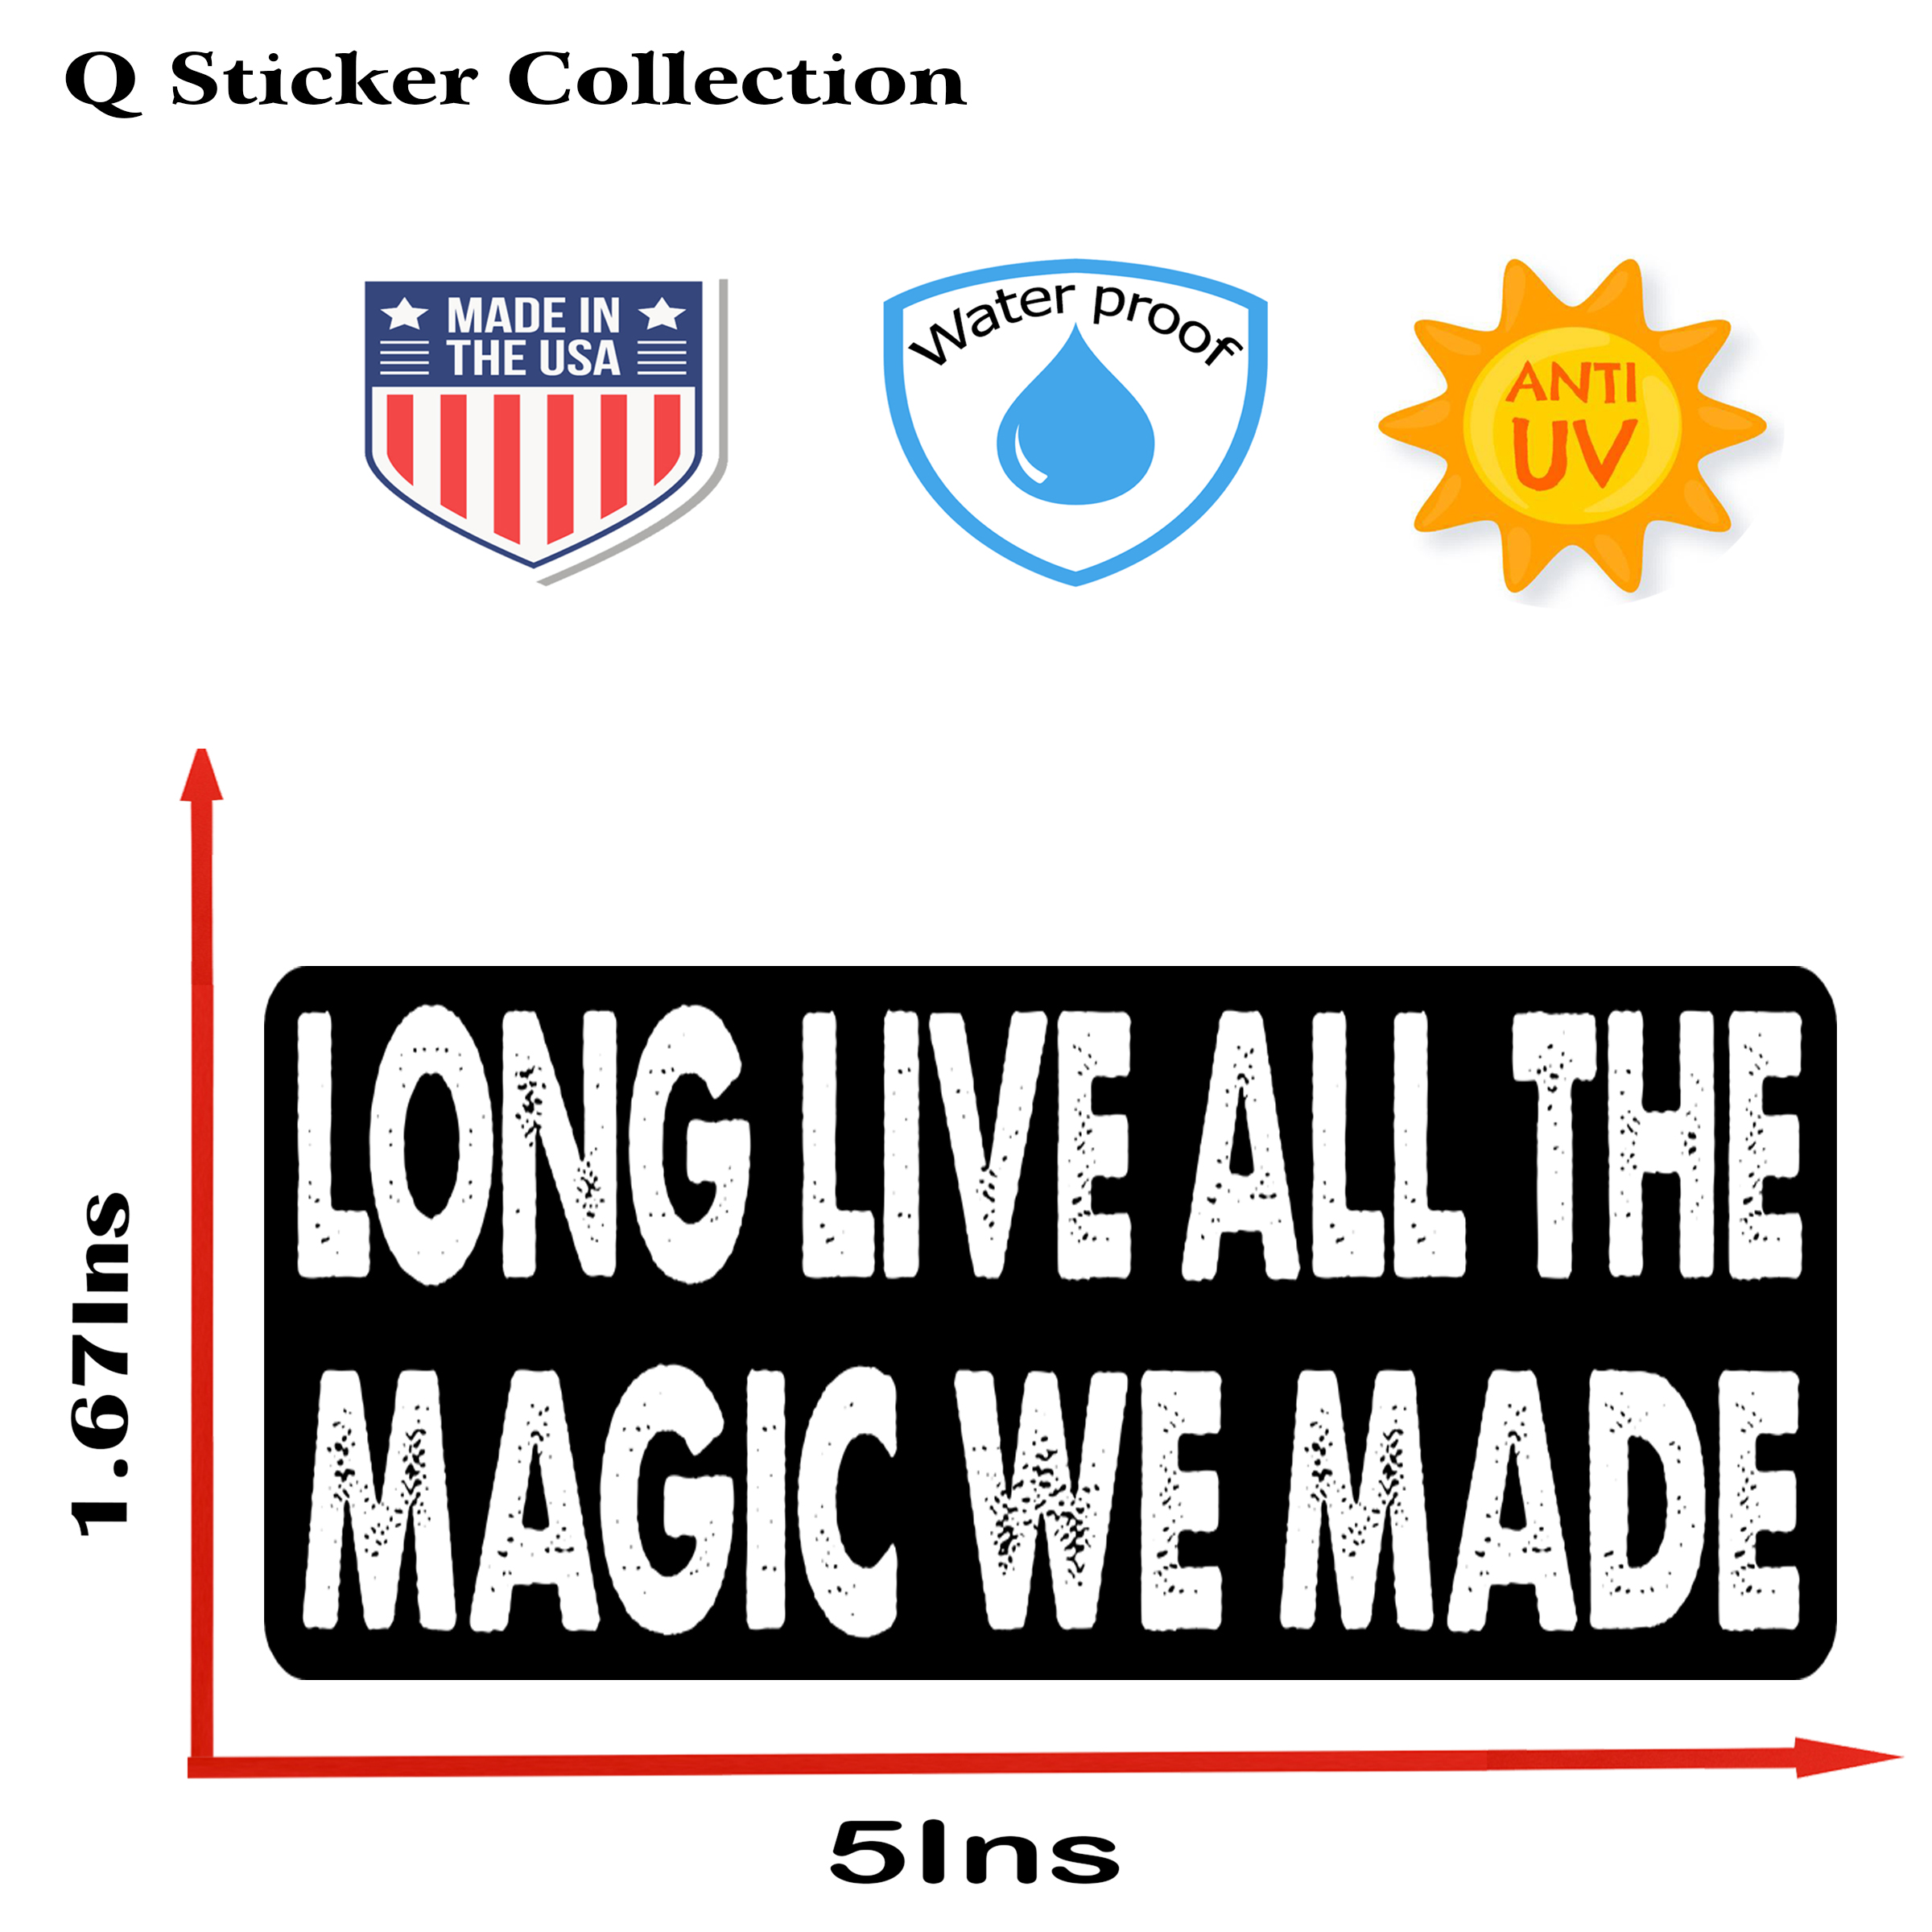 Q Sticker Collection
MADE IN
THE USA
Water proof
ANTI
UV
LONG LIVE ALL THE
MAGIC WE MADE
1.67Ins
5Ins